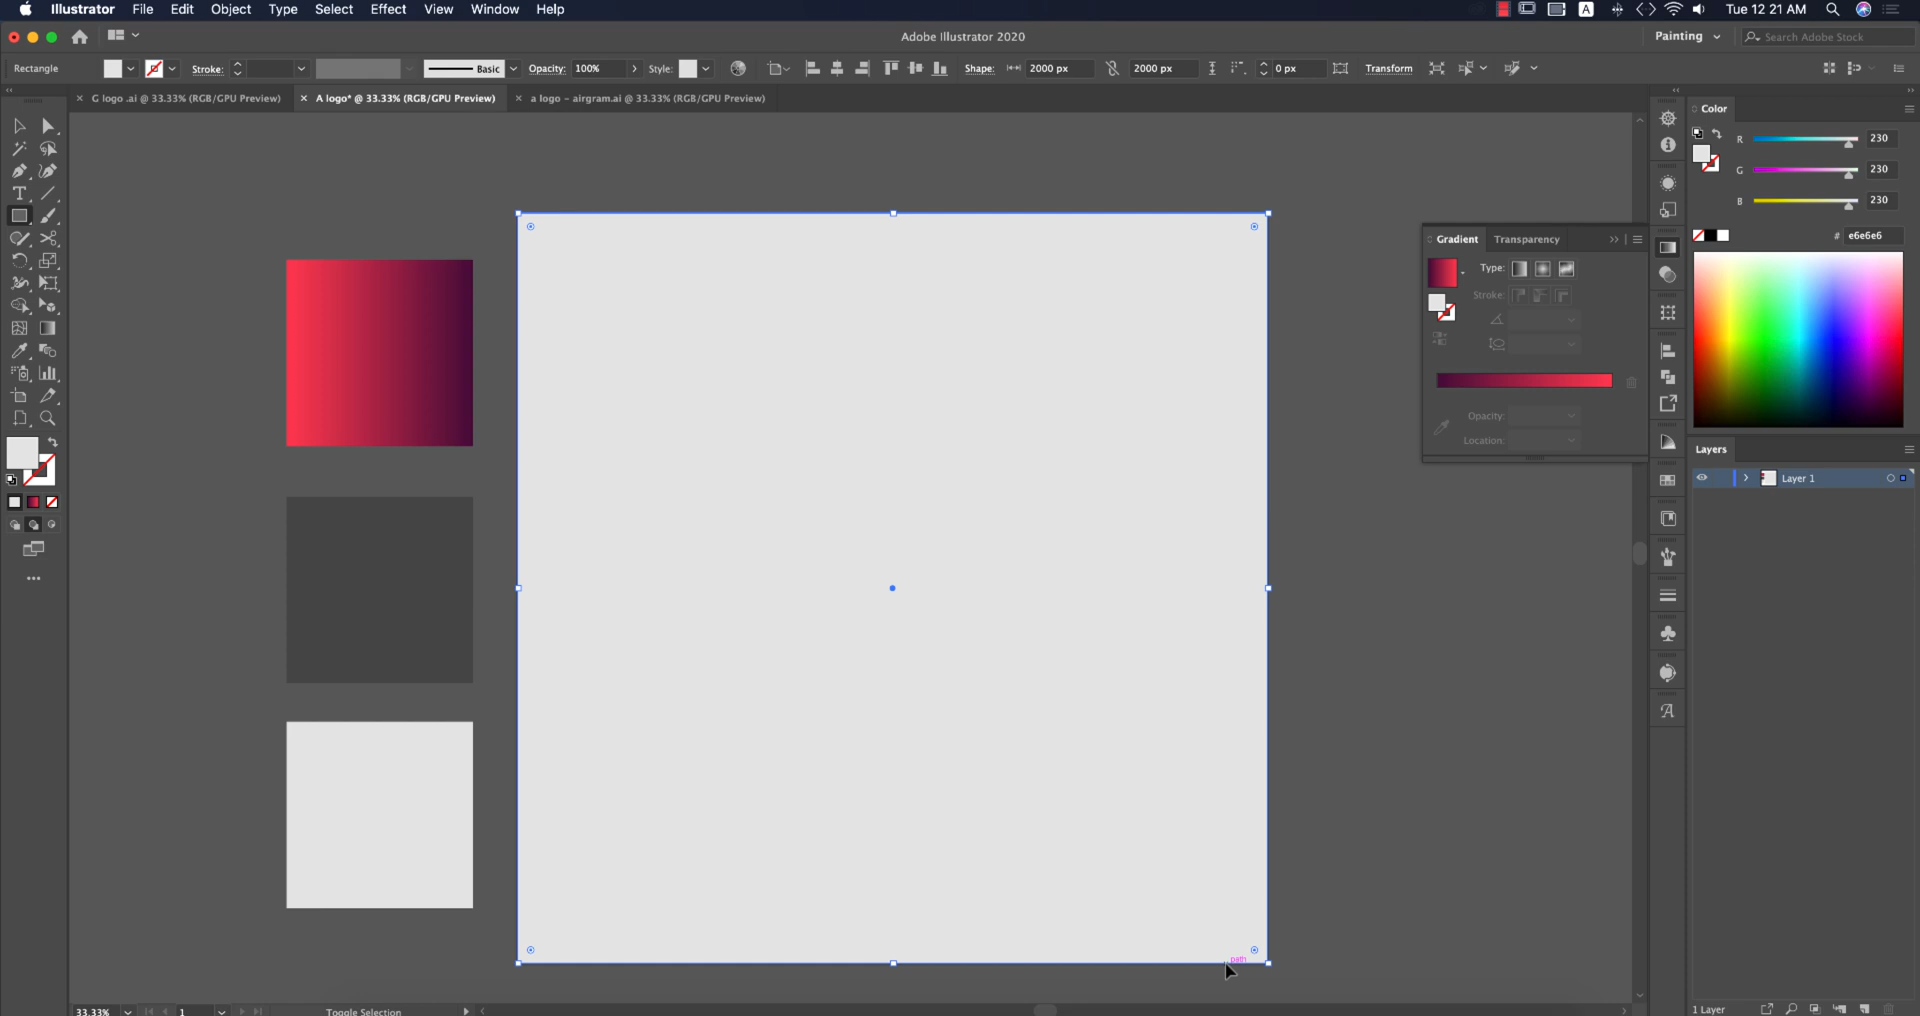 Illustrator File Edit Object Type Select Effect View Window Help
A Tue 12 21 AM
Adobe Illustrator 2020
Painting
Search Adobe Stock
Rectangle
Stroke:
Basic
Opacity: 100%
Style:
Shape: 2000 px
2000 px
0 px
Transform
G logo .ai @ 33.33% (RGB/GPU Preview)
A logo* @ 33.33% (RGB/GPU Preview)
a logo – airgram.ai @ 33.33% (RGB/GPU Preview)
Color
R 230
G 230
B 230
# e6e6e6
Gradient Transparency
Type:
Stroke:
Opacity:
Location:
Layers
Layer 1
path
33.33%
1
Toggle Selection
1 Layer